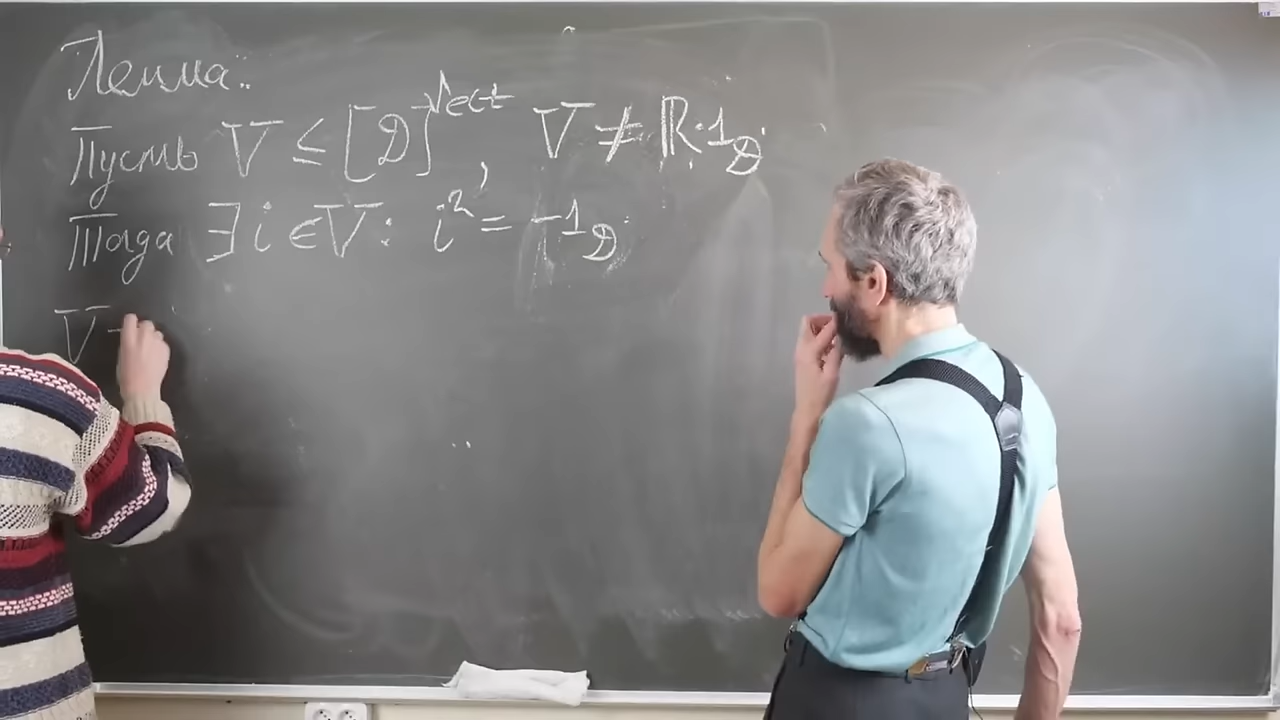 Лемма:
Пусть V ≤ [D]^Vect, V ≠ ℝ·1_D.
Тогда ∃ i ∈ V: i² = -1_D.
V